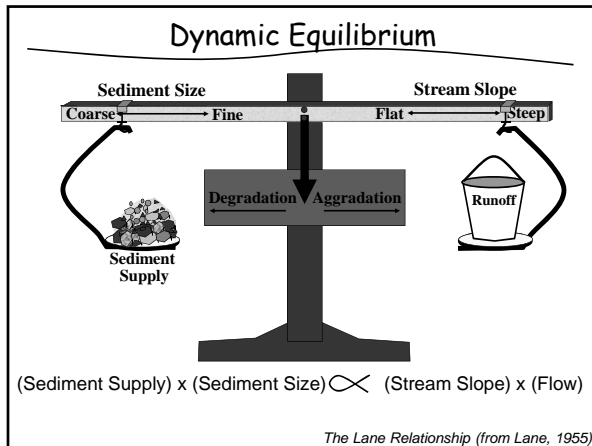 Dynamic Equilibrium
Sediment Size
Stream Slope
Coarse Fine Flat Steep
Degradation Aggradation
Runoff
Sediment
Supply
(Sediment Supply) x (Sediment Size) ∝ (Stream Slope) x (Flow)
The Lane Relationship (from Lane, 1955)